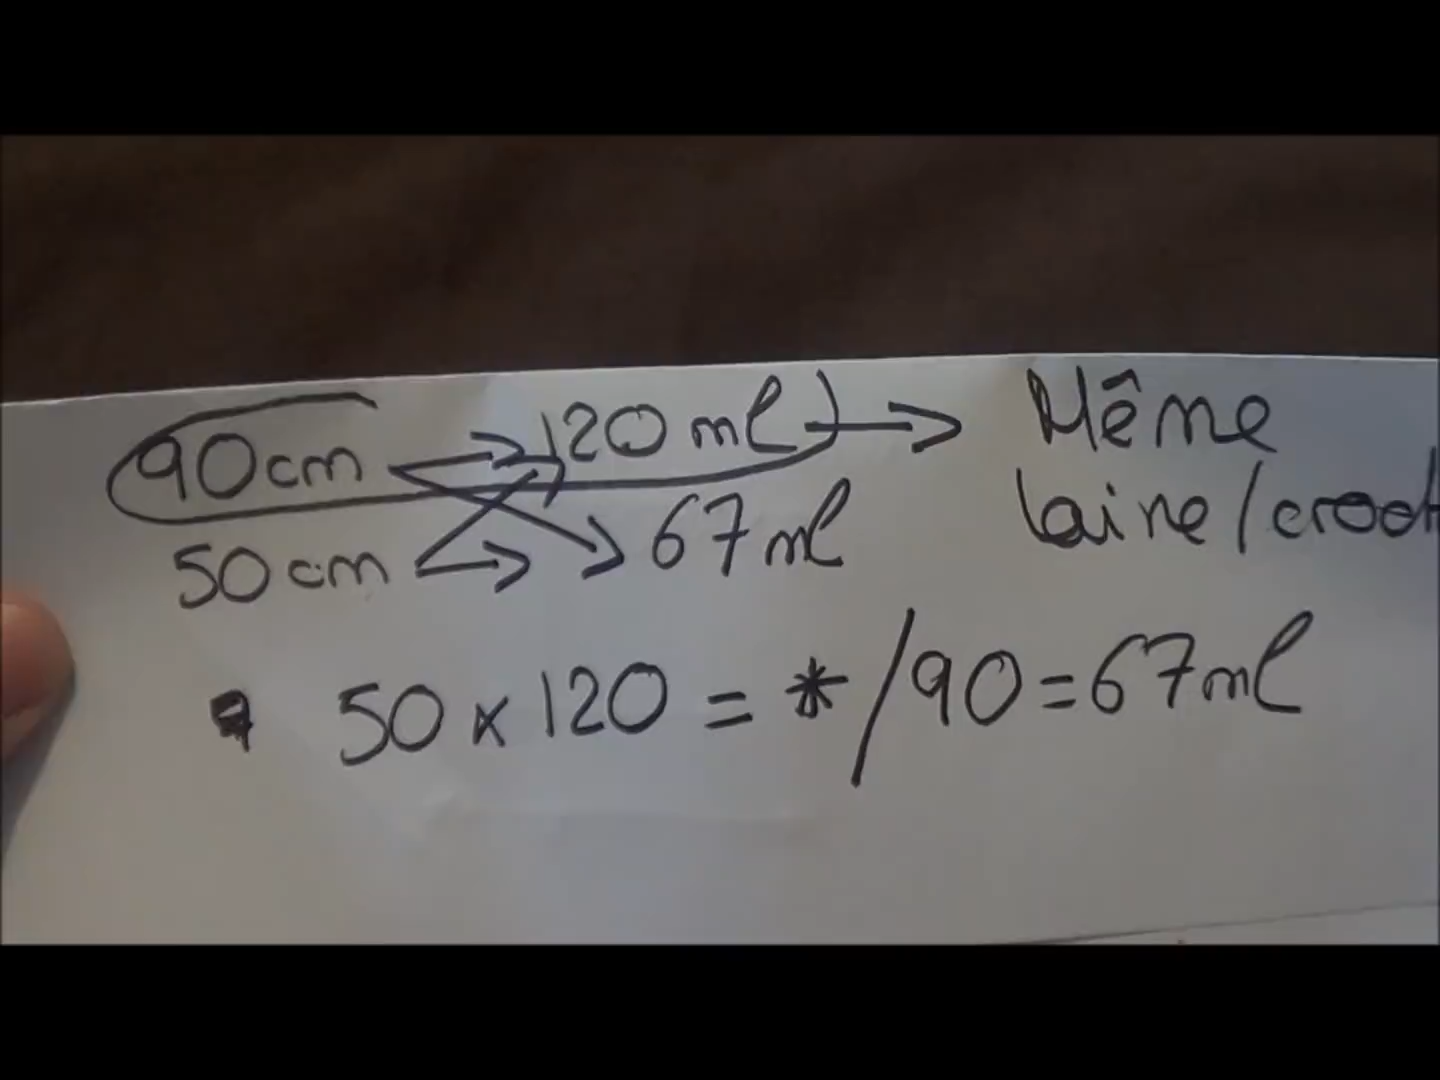 90cm → 120 ml → Même
50 cm → 67 ml laine/croch
50 x 120 = * /90 = 67 ml